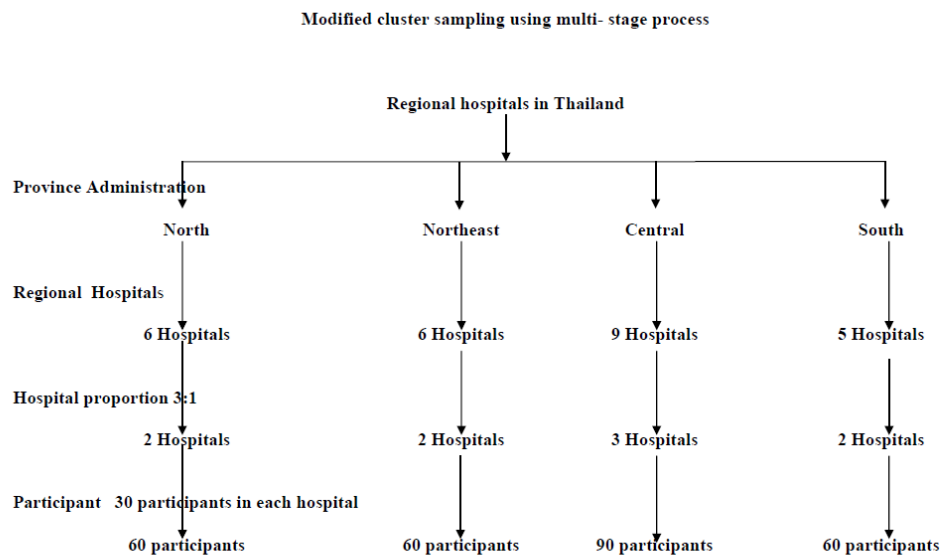 Modified cluster sampling using multi- stage process
Regional hospitals in Thailand
Province Administration
North Northeast Central South
Regional Hospitals
6 Hospitals 6 Hospitals 9 Hospitals 5 Hospitals
Hospital proportion 3:1
2 Hospitals 2 Hospitals 3 Hospitals 2 Hospitals
Participant 30 participants in each hospital
60 participants 60 participants 90 participants 60 participants